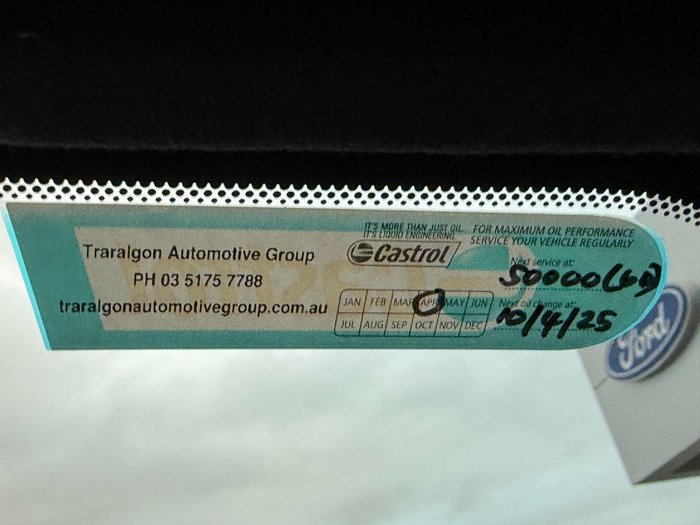 Traralgon Automotive Group
PH 03 5175 7788
traralgonautomotivegroup.com.au
IT'S MORE THAN JUST OIL.
IT'S LIQUID ENGINEERING.
Castrol
FOR MAXIMUM OIL PERFORMANCE
SERVICE YOUR VEHICLE REGULARLY
Next service at:
50000
Next oil change at:
10/4/25
JAN FEB MAR APR MAY JUN
JUL AUG SEP OCT NOV DEC
Ford